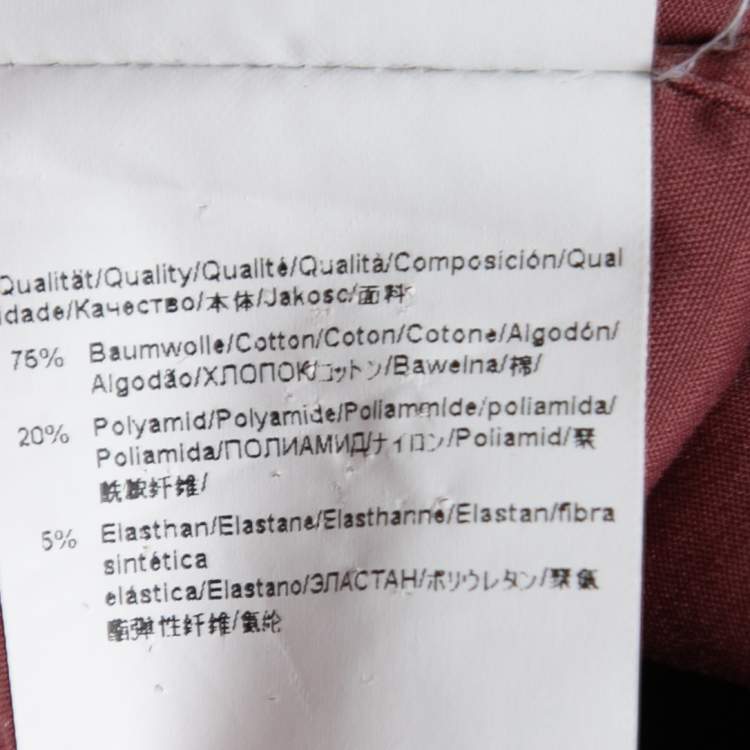 Qualität/Quality/Qualité/Qualità/Composición/Qual
idade/Качество/本体/Jakosc/面料
75% Baumwolle/Cotton/Coton/Cotone/Algodón/
Algodão/ХЛОПОК/コットン/Bawelna/棉/
20% Polyamid/Polyamide/Poliammide/poliamida/
Poliamida/ПОЛИАМИД/ナイロン/Poliamid/聚
酰胺纤维/
5% Elasthan/Elastane/Elasthanne/Elastan/fibra
sintética
elástica/Elastano/ЭЛАСТАН/ポリウレタン/聚氨
酯弹性纤维/氨纶